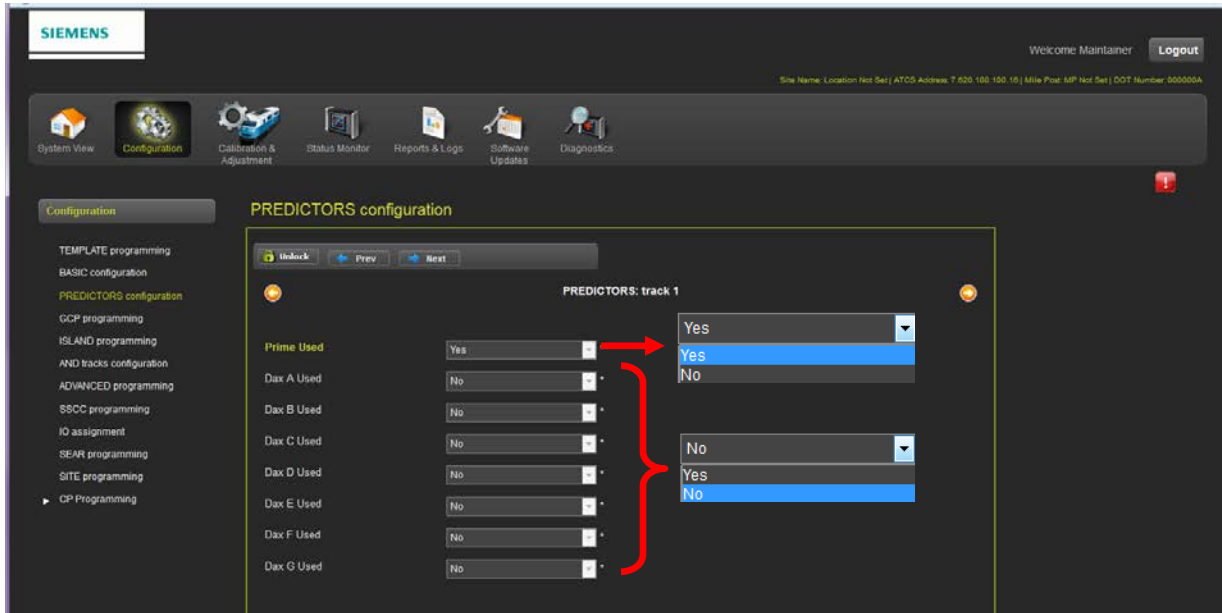 SIEMENS
Welcome Maintainer Logout
Site Name: Location Not Set | ATCS Address: 7.620.100.100.16 | Mile Post: MP Not Set | DOT Number: 000000A
System View
Configuration
Calibration & Adjustment
Status Monitor
Reports & Logs
Software Updates
Diagnostics
!
Configuration
TEMPLATE programming
BASIC configuration
PREDICTORS configuration
GCP programming
ISLAND programming
AND tracks configuration
ADVANCED programming
SSCC programming
IO assignment
SEAR programming
SITE programming
CP Programming
PREDICTORS configuration
Unlock Prev Next
PREDICTORS: track 1
Prime Used Yes
Dax A Used No *
Dax B Used No *
Dax C Used No *
Dax D Used No *
Dax E Used No *
Dax F Used No *
Dax G Used No *
Yes
Yes
No
No
Yes
No